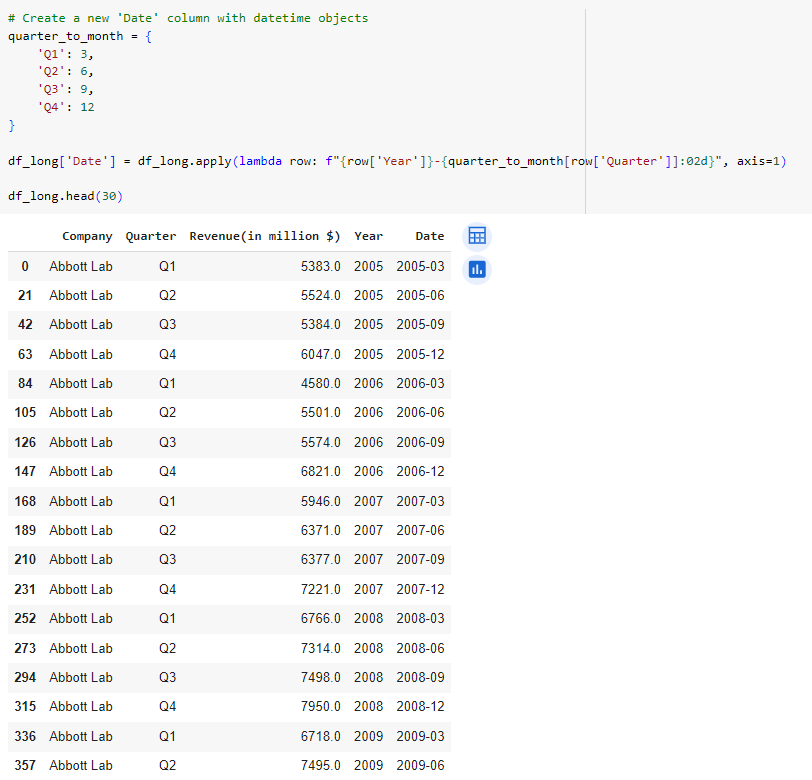 # Create a new 'Date' column with datetime objects
quarter_to_month = {
    'Q1': 3,
    'Q2': 6,
    'Q3': 9,
    'Q4': 12
}
df_long['Date'] = df_long.apply(lambda row: f"{row['Year']}-{quarter_to_month[row['Quarter']]:02d}", axis=1)
df_long.head(30)
Company Quarter Revenue(in million $) Year Date
0 Abbott Lab Q1 5383.0 2005 2005-03
21 Abbott Lab Q2 5524.0 2005 2005-06
42 Abbott Lab Q3 5384.0 2005 2005-09
63 Abbott Lab Q4 6047.0 2005 2005-12
84 Abbott Lab Q1 4580.0 2006 2006-03
105 Abbott Lab Q2 5501.0 2006 2006-06
126 Abbott Lab Q3 5574.0 2006 2006-09
147 Abbott Lab Q4 6821.0 2006 2006-12
168 Abbott Lab Q1 5946.0 2007 2007-03
189 Abbott Lab Q2 6371.0 2007 2007-06
210 Abbott Lab Q3 6377.0 2007 2007-09
231 Abbott Lab Q4 7221.0 2007 2007-12
252 Abbott Lab Q1 6766.0 2008 2008-03
273 Abbott Lab Q2 7314.0 2008 2008-06
294 Abbott Lab Q3 7498.0 2008 2008-09
315 Abbott Lab Q4 7950.0 2008 2008-12
336 Abbott Lab Q1 6718.0 2009 2009-03
357 Abbott Lab Q2 7495.0 2009 2009-06